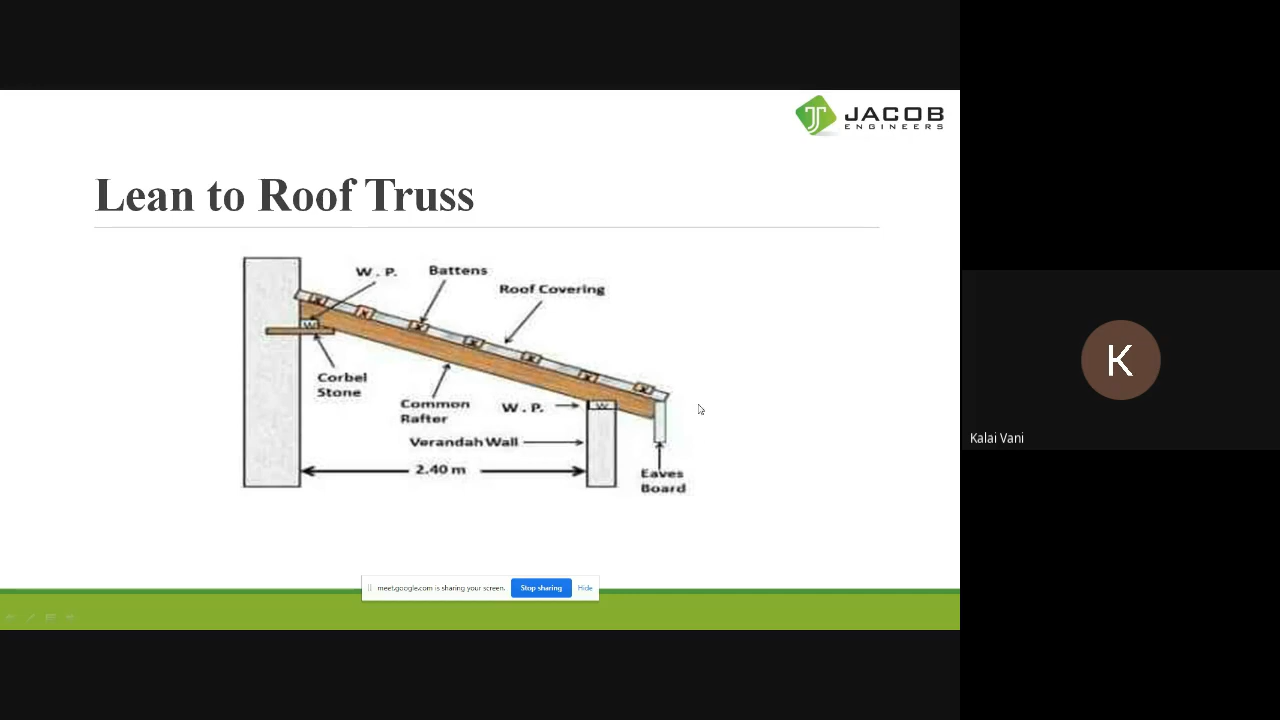 JACOB
ENGINEERS
Lean to Roof Truss
W . P.
Battens
Roof Covering
W
Corbel
Stone
Common
Rafter
W . P.
W
Verandah Wall
2.40 m
Eaves
Board
K
Kalai Vani
meet.google.com is sharing your screen.
Stop sharing
Hide